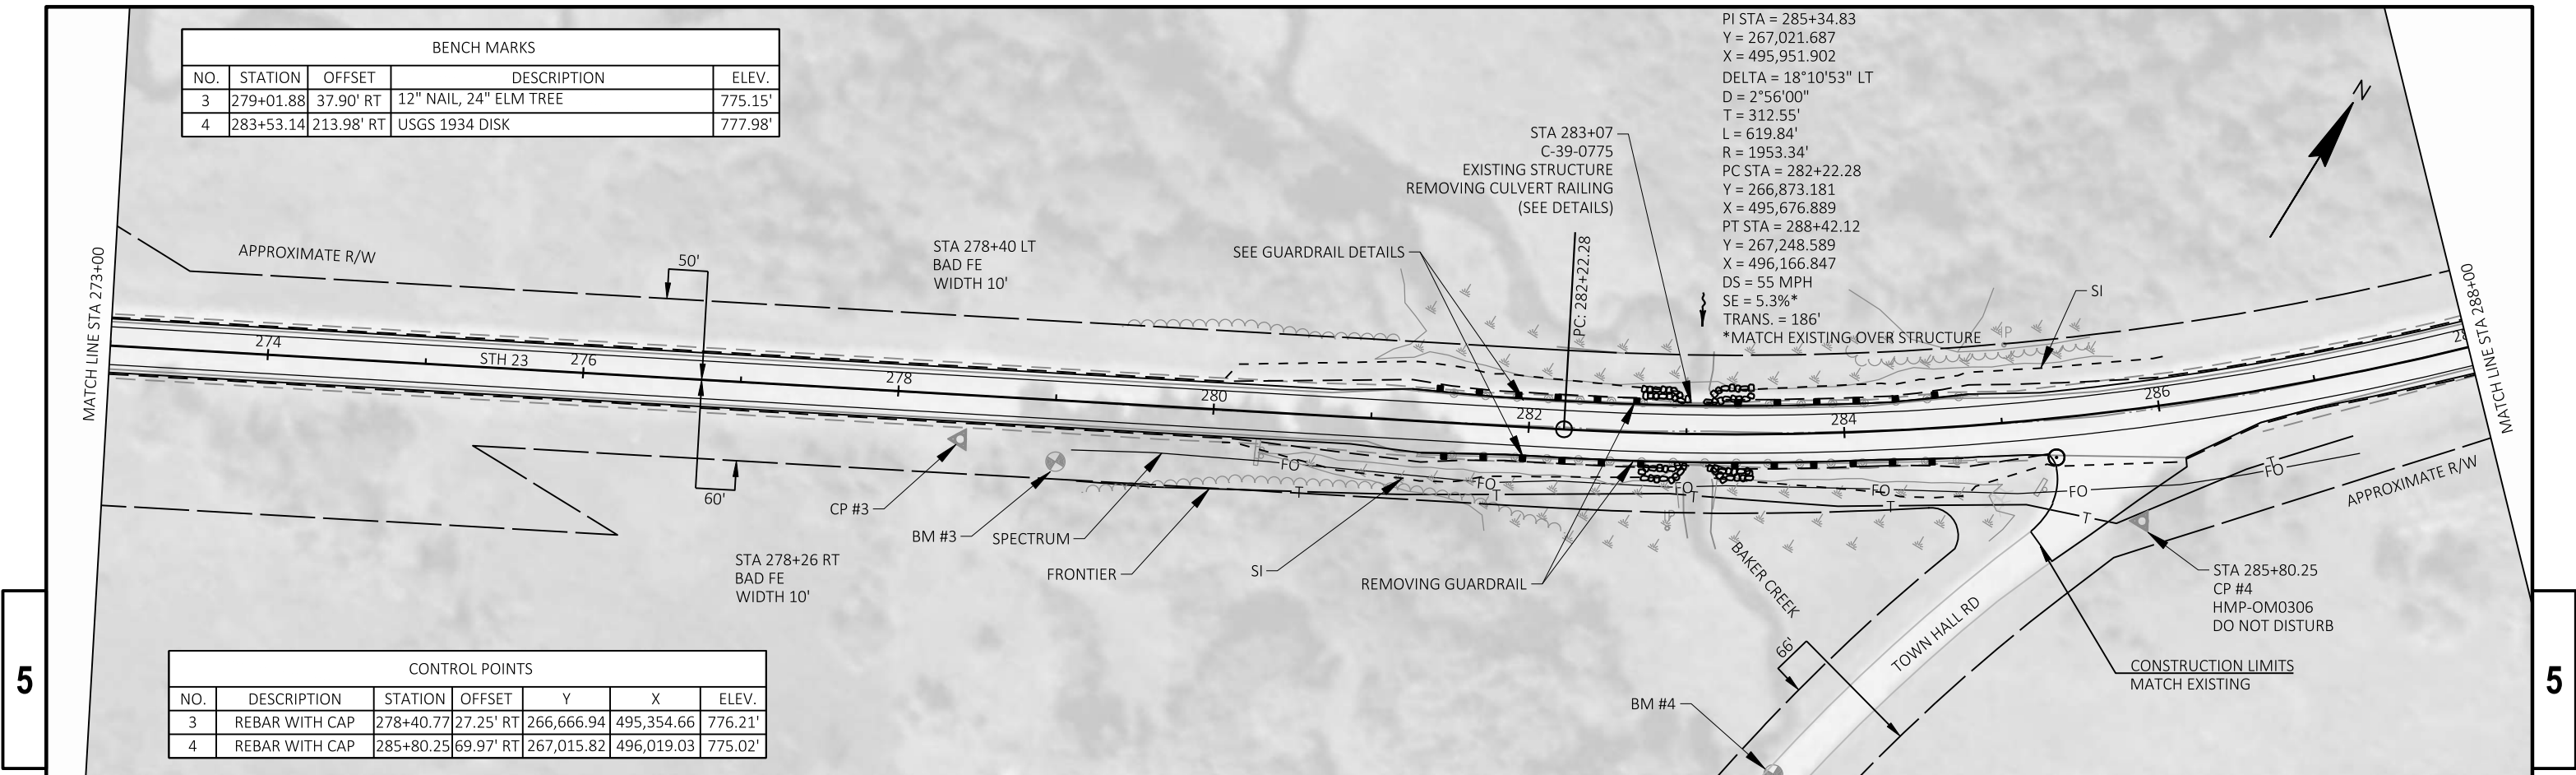 BENCH MARKS
NO. STATION OFFSET DESCRIPTION ELEV.
3 279+01.88 37.90' RT 12" NAIL, 24" ELM TREE 775.15'
4 283+53.14 213.98' RT USGS 1934 DISK 777.98'
PI STA = 285+34.83
Y = 267,021.687
X = 495,951.902
DELTA = 18°10'53" LT
D = 2°56'00"
T = 312.55'
L = 619.84'
R = 1953.34'
PC STA = 282+22.28
Y = 266,873.181
X = 495,676.889
PT STA = 288+42.12
Y = 267,248.589
X = 496,166.847
DS = 55 MPH
SE = 5.3%*
TRANS. = 186'
*MATCH EXISTING OVER STRUCTURE
N
STA 283+07
C-39-0775
EXISTING STRUCTURE
REMOVING CULVERT RAILING
(SEE DETAILS)
PC: 282+22.28
SEE GUARDRAIL DETAILS
STA 278+40 LT
BAD FE
WIDTH 10'
APPROXIMATE R/W
50'
SI
P
MATCH LINE STA 273+00
MATCH LINE STA 288+00
274
STH 23
276
278
280
282
284
286
60'
CP #3
BM #3
SPECTRUM
FRONTIER
SI
REMOVING GUARDRAIL
FO
FO
FO
FO
FO
FO
T
T
T
T
T
T
P
APPROXIMATE R/W
STA 278+26 RT
BAD FE
WIDTH 10'
BAKER CREEK
TOWN HALL RD
66'
BM #4
STA 285+80.25
CP #4
HMP-OM0306
DO NOT DISTURB
CONSTRUCTION LIMITS
MATCH EXISTING
CONTROL POINTS
NO. DESCRIPTION STATION OFFSET Y X ELEV.
3 REBAR WITH CAP 278+40.77 27.25' RT 266,666.94 495,354.66 776.21'
4 REBAR WITH CAP 285+80.25 69.97' RT 267,015.82 496,019.03 775.02'
5
5